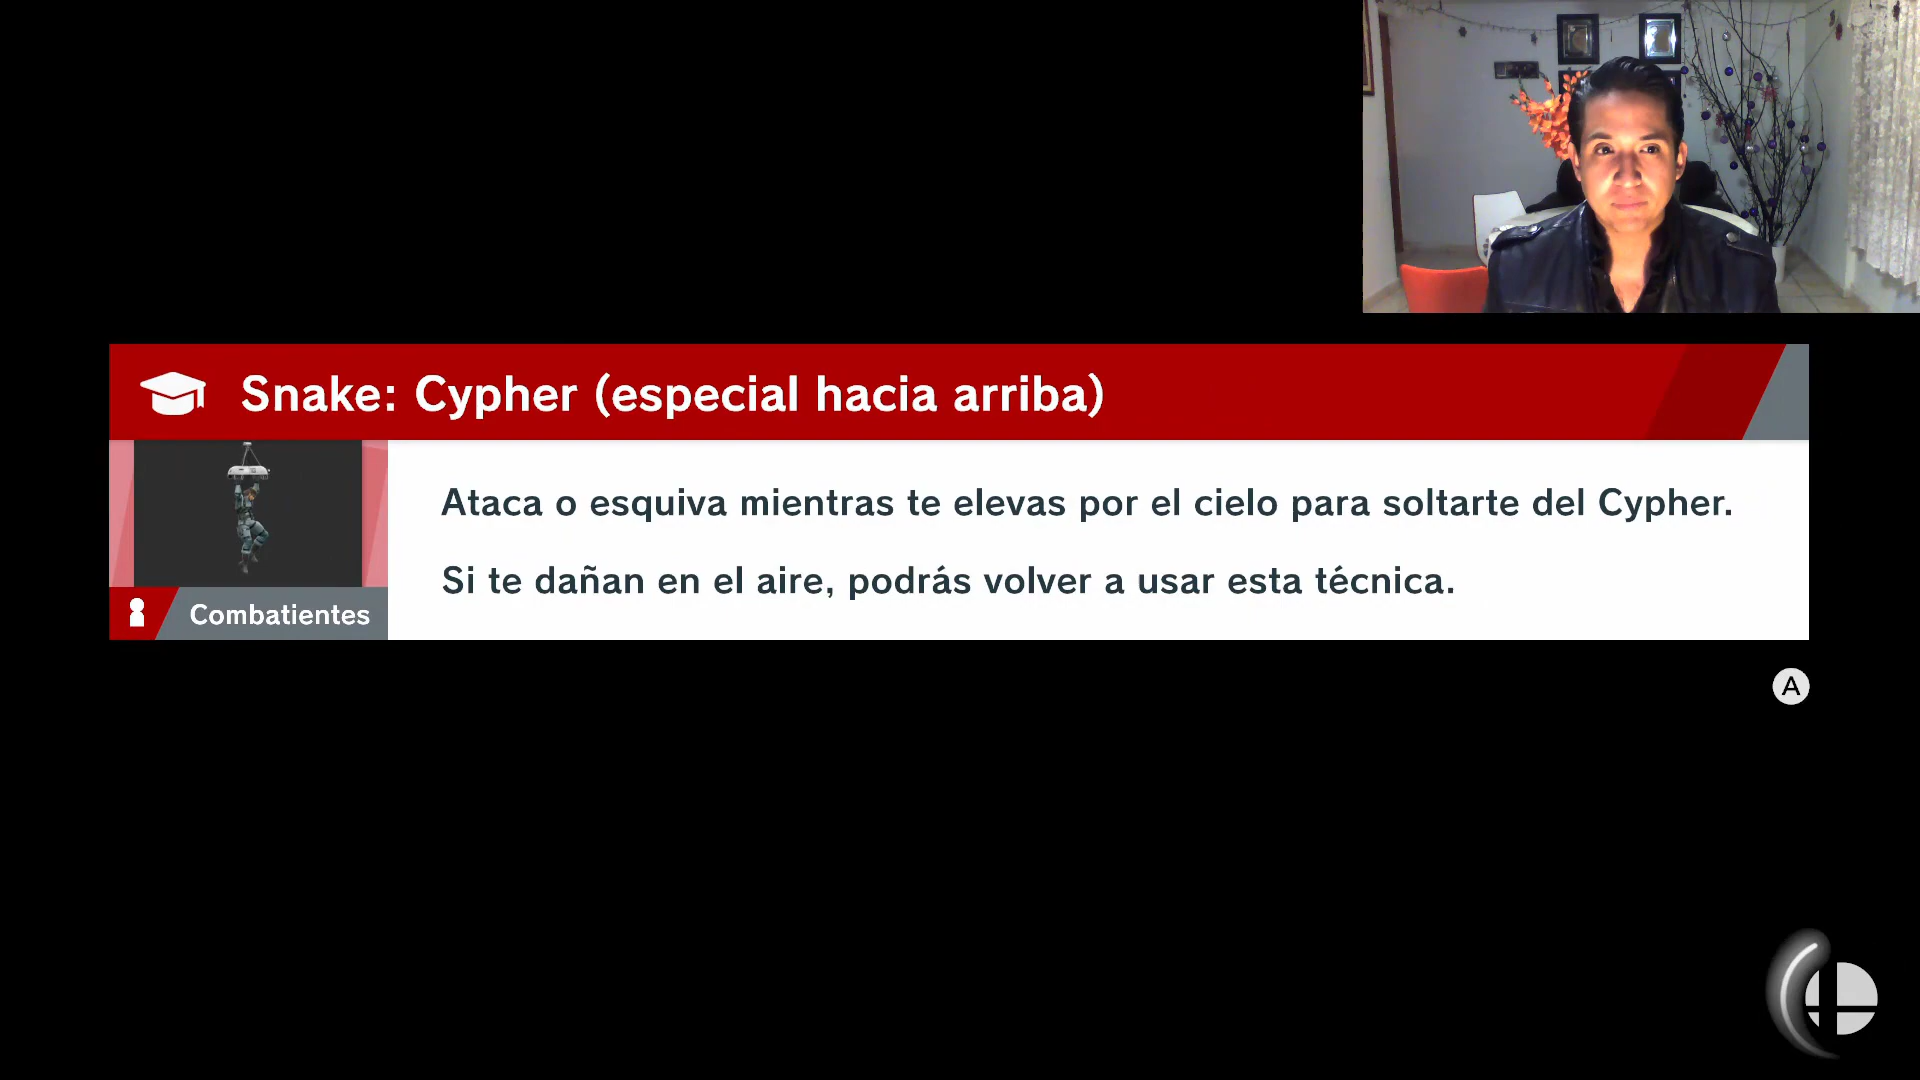 Snake: Cypher (especial hacia arriba)
Ataca o esquiva mientras te elevas por el cielo para soltarte del Cypher.
Si te dañan en el aire, podrás volver a usar esta técnica.
Combatientes
A